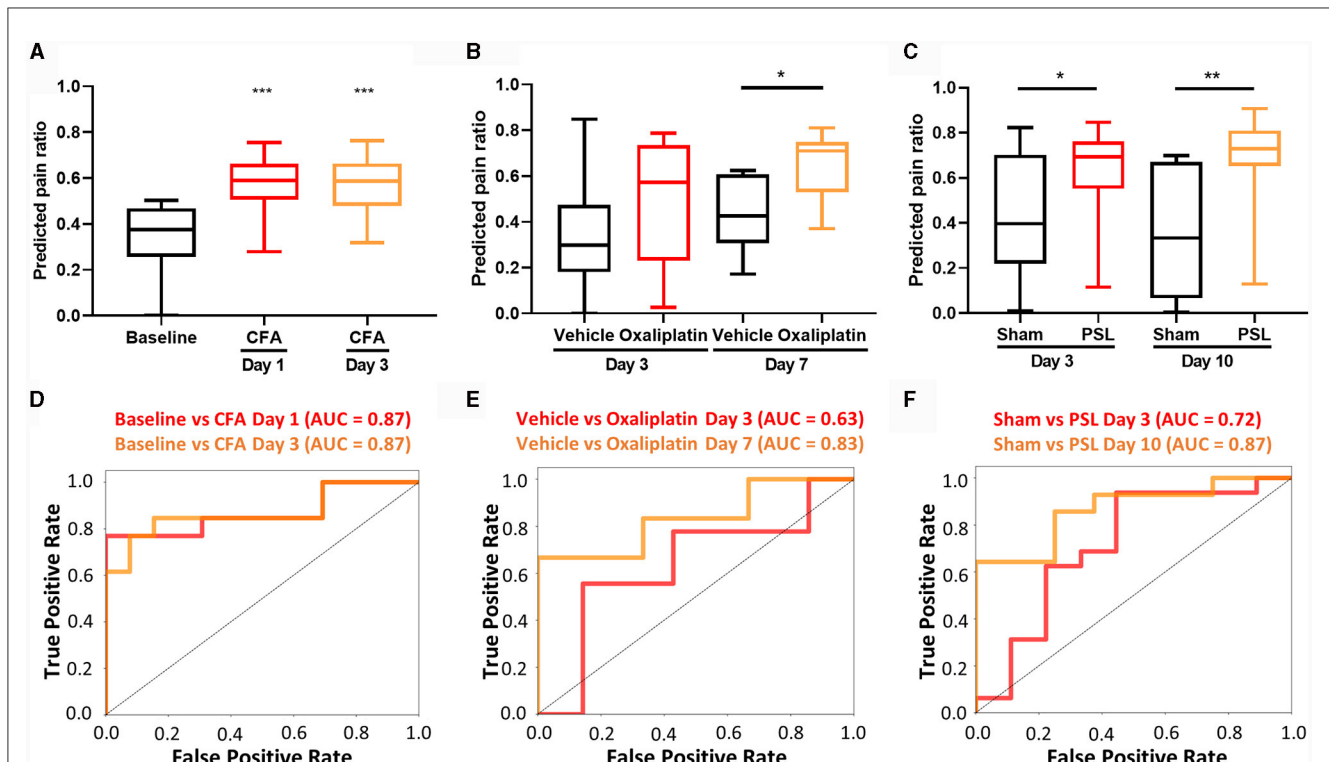 A
Predicted pain ratio
1.0
0.8
0.6
0.4
0.2
0.0
***
***
Baseline
CFA
CFA
Day 1
Day 3
B
Predicted pain ratio
1.0
0.8
0.6
0.4
0.2
0.0
*
Vehicle Oxaliplatin Vehicle Oxaliplatin
Day 3
Day 7
C
Predicted pain ratio
1.0
0.8
0.6
0.4
0.2
0.0
*
**
Sham PSL Sham PSL
Day 3
Day 10
D
Baseline vs CFA Day 1 (AUC = 0.87)
Baseline vs CFA Day 3 (AUC = 0.87)
True Positive Rate
1.0
0.8
0.6
0.4
0.2
0.0
0.0 0.2 0.4 0.6 0.8 1.0
False Positive Rate
E
Vehicle vs Oxaliplatin Day 3 (AUC = 0.63)
Vehicle vs Oxaliplatin Day 7 (AUC = 0.83)
True Positive Rate
1.0
0.8
0.6
0.4
0.2
0.0
0.0 0.2 0.4 0.6 0.8 1.0
False Positive Rate
F
Sham vs PSL Day 3 (AUC = 0.72)
Sham vs PSL Day 10 (AUC = 0.87)
True Positive Rate
1.0
0.8
0.6
0.4
0.2
0.0
0.0 0.2 0.4 0.6 0.8 1.0
False Positive Rate